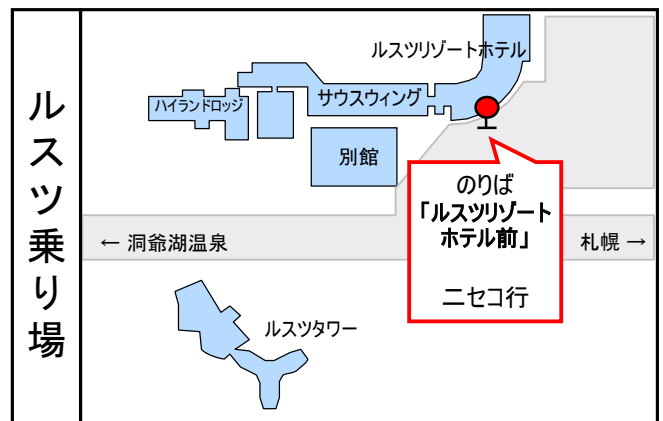 ルスツ乗り場
ルスツリゾートホテル
ハイランドロッジ
サウスウィング
別館
のりば
「ルスツリゾート
ホテル前」
ニセコ行
← 洞爺湖温泉
札幌 →
ルスツタワー